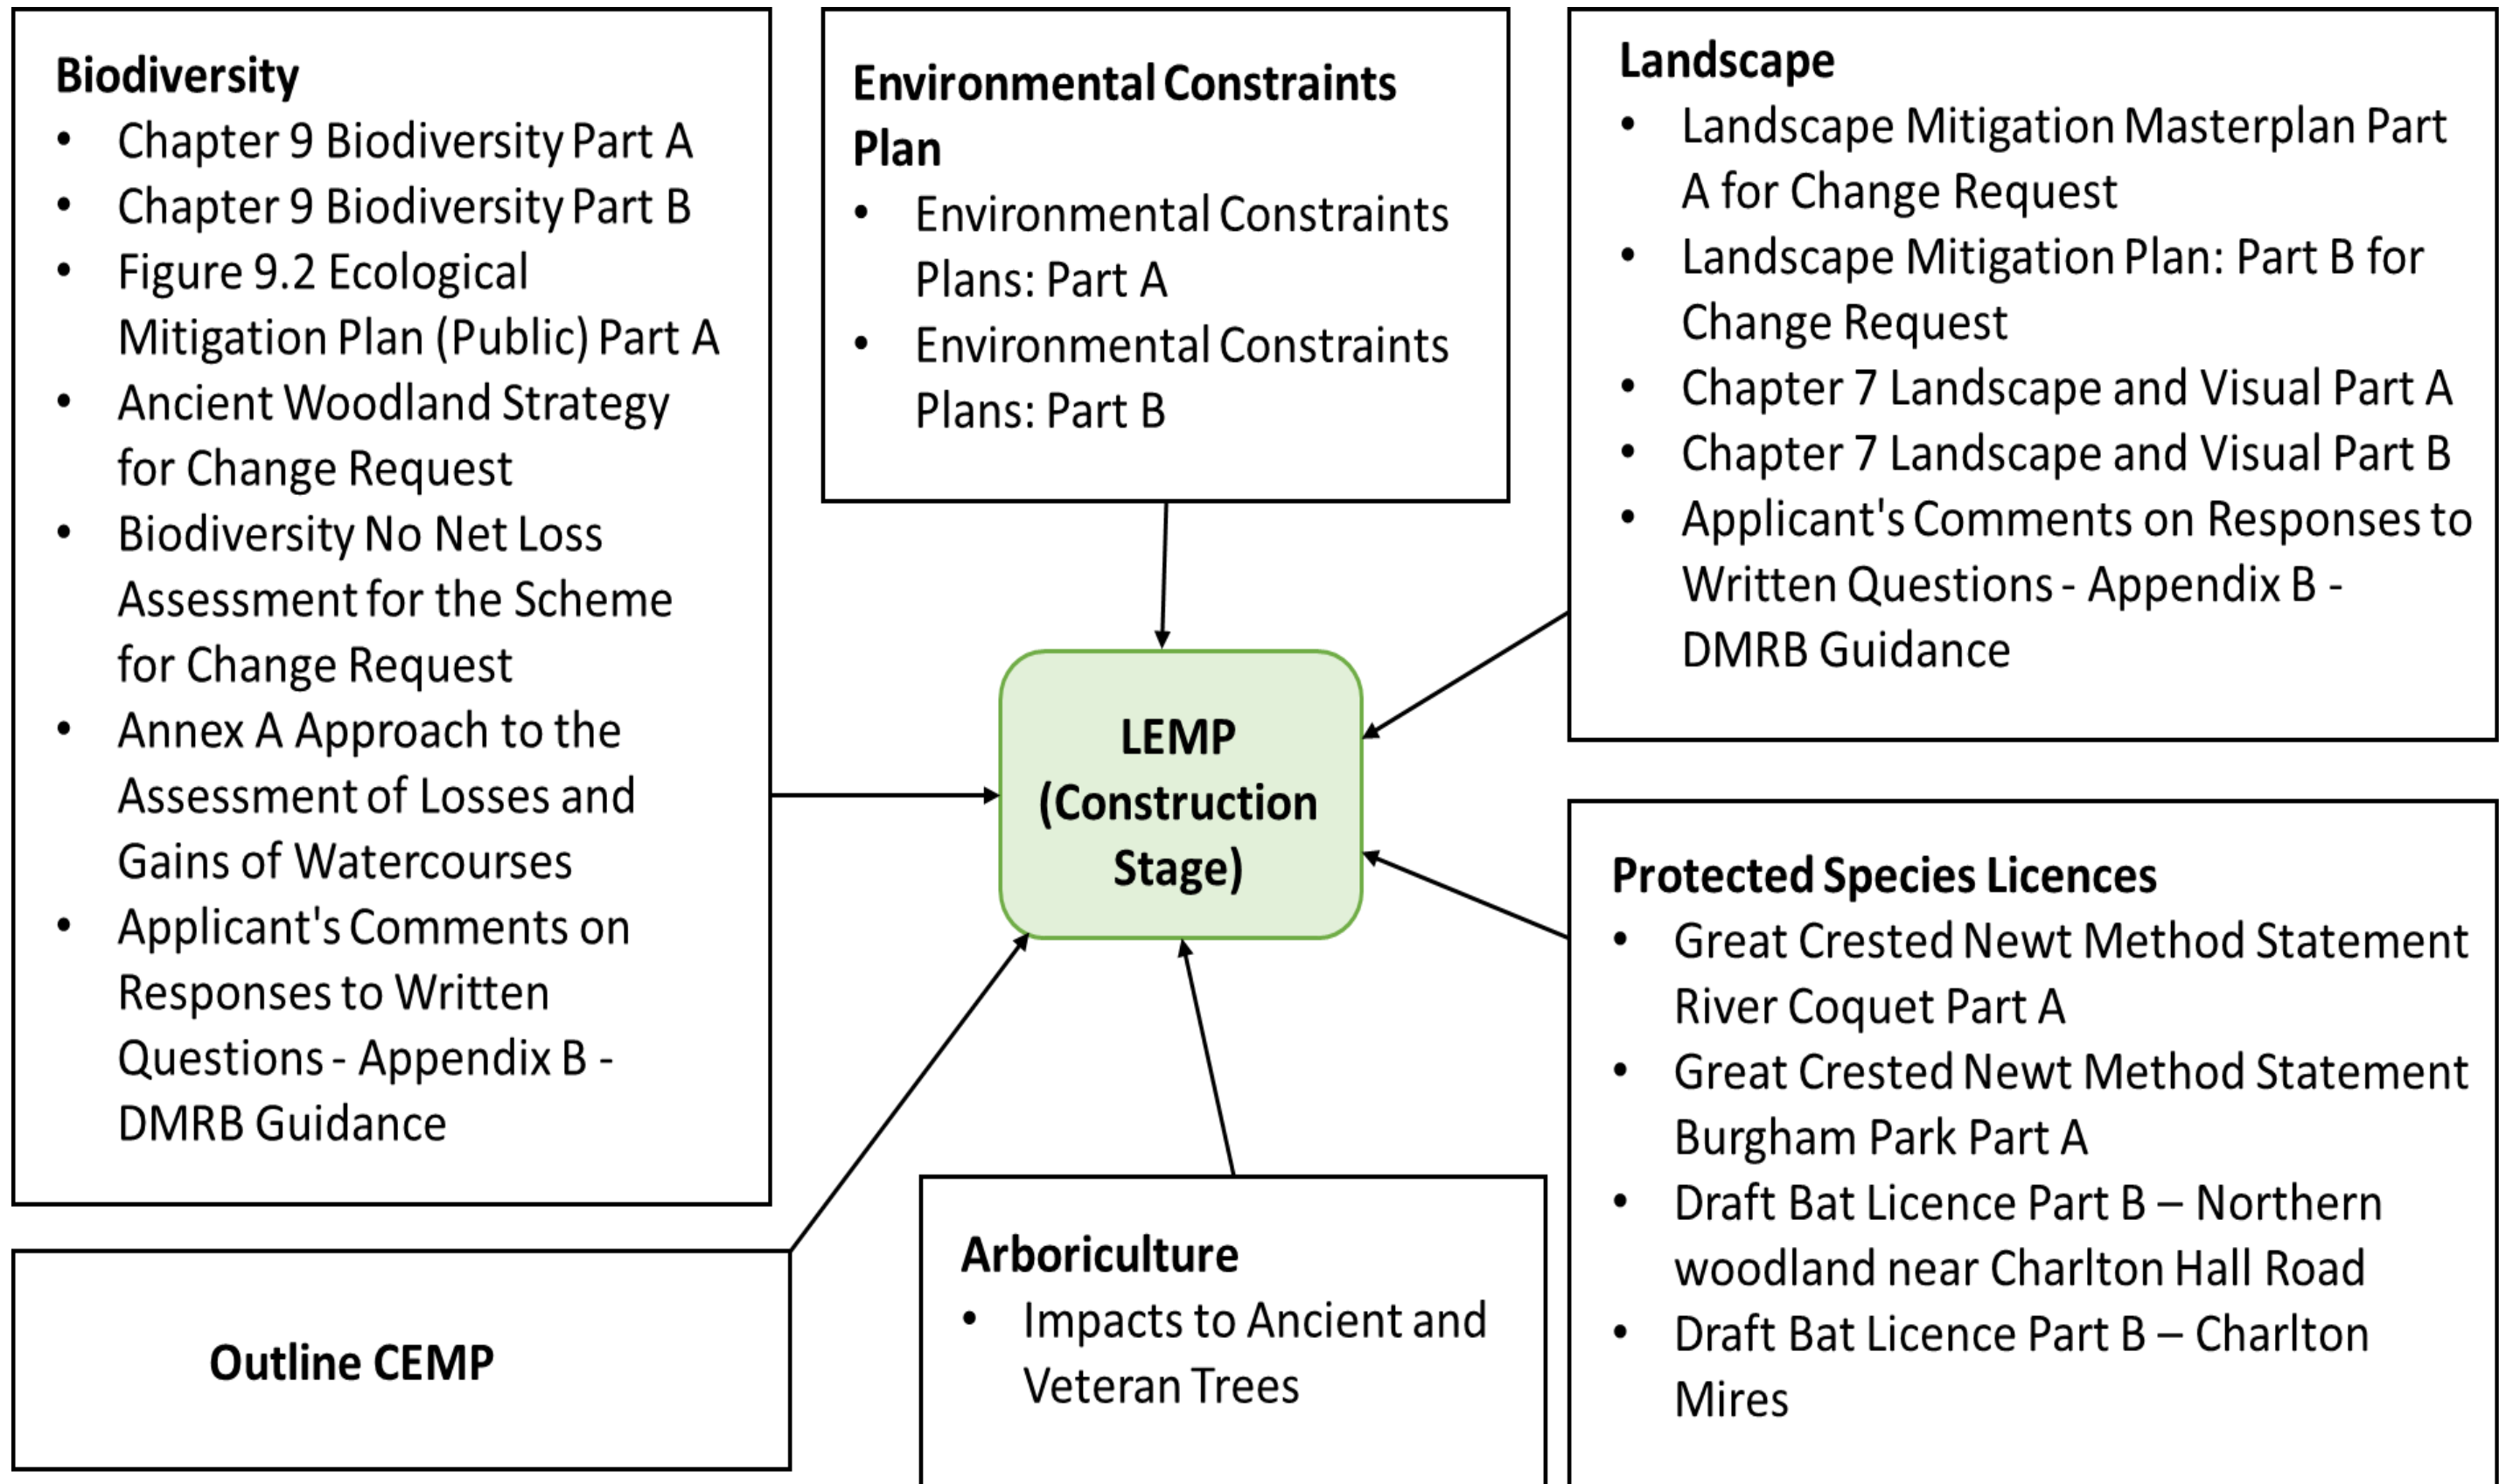 Biodiversity
• Chapter 9 Biodiversity Part A
• Chapter 9 Biodiversity Part B
• Figure 9.2 Ecological
Mitigation Plan (Public) Part A
• Ancient Woodland Strategy
for Change Request
• Biodiversity No Net Loss
Assessment for the Scheme
for Change Request
• Annex A Approach to the
Assessment of Losses and
Gains of Watercourses
• Applicant's Comments on
Responses to Written
Questions - Appendix B -
DMRB Guidance
Environmental Constraints
Plan
• Environmental Constraints
Plans: Part A
• Environmental Constraints
Plans: Part B
Landscape
• Landscape Mitigation Masterplan Part
A for Change Request
• Landscape Mitigation Plan: Part B for
Change Request
• Chapter 7 Landscape and Visual Part A
• Chapter 7 Landscape and Visual Part B
• Applicant's Comments on Responses to
Written Questions - Appendix B -
DMRB Guidance
LEMP
(Construction
Stage)
Protected Species Licences
• Great Crested Newt Method Statement
River Coquet Part A
• Great Crested Newt Method Statement
Burgham Park Part A
• Draft Bat Licence Part B – Northern
woodland near Charlton Hall Road
• Draft Bat Licence Part B – Charlton
Mires
Outline CEMP
Arboriculture
• Impacts to Ancient and
Veteran Trees